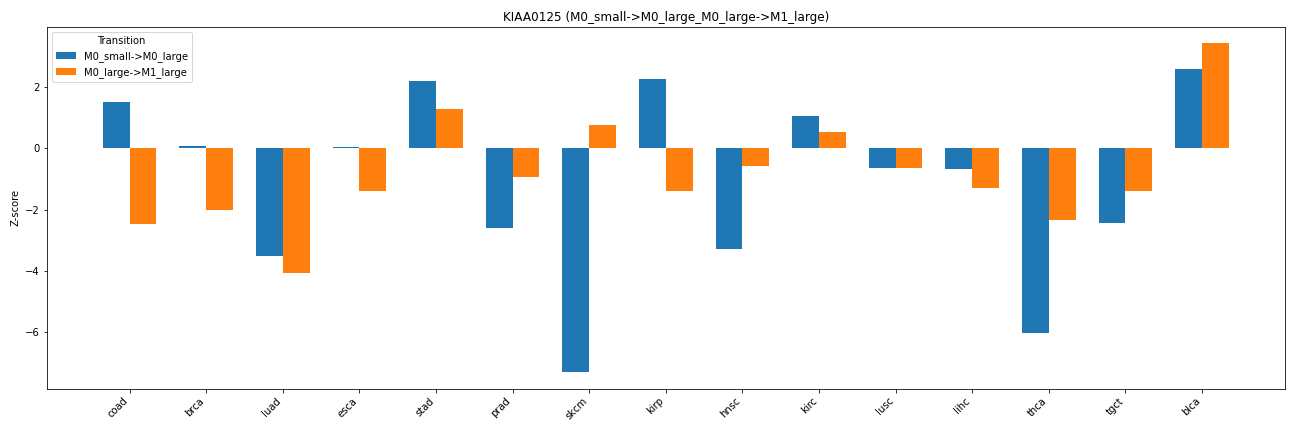 KIAA0125 (M0_small->M0_large_M0_large->M1_large)
Transition
M0_small->M0_large
M0_large->M1_large
Z-score
2
0
−2
−4
−6
coad
brca
luad
esca
stad
prad
skcm
kirp
hnsc
kirc
lusc
lihc
thca
tgct
blca